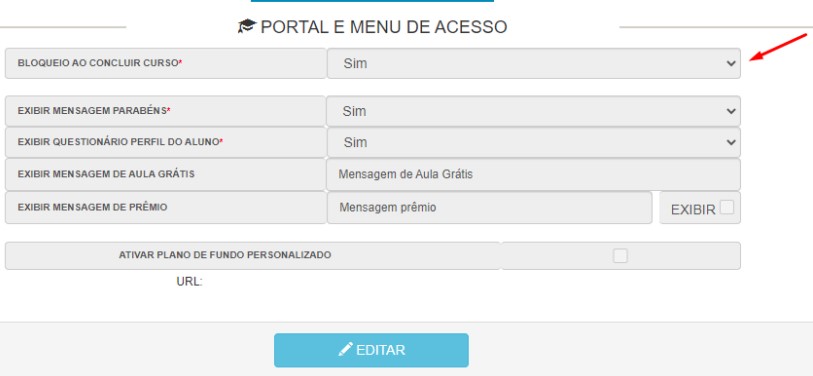 PORTAL E MENU DE ACESSO
BLOQUEIO AO CONCLUIR CURSO* Sim
EXIBIR MENSAGEM PARABÉNS* Sim
EXIBIR QUESTIONÁRIO PERFIL DO ALUNO* Sim
EXIBIR MENSAGEM DE AULA GRÁTIS Mensagem de Aula Grátis
EXIBIR MENSAGEM DE PRÊMIO Mensagem prêmio EXIBIR
ATIVAR PLANO DE FUNDO PERSONALIZADO
URL:
EDITAR